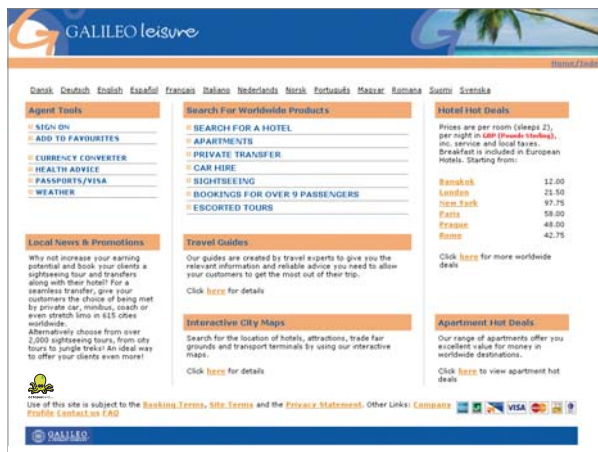 GALILEO leisure
Home/Inde
Dansk Deutsch English Español Français Italiano Nederlands Norsk Português Magyar Romana Suomi Svenska
Agent Tools
SIGN ON
ADD TO FAVOURITES
CURRENCY CONVERTER
HEALTH ADVICE
PASSPORTS/VISA
WEATHER
Search For Worldwide Products
SEARCH FOR A HOTEL
APARTMENTS
PRIVATE TRANSFER
CAR HIRE
SIGHTSEEING
BOOKINGS FOR OVER 9 PASSENGERS
ESCORTED TOURS
Hotel Hot Deals
Prices are per room (sleeps 2),
per night in GBP (Pounds Sterling),
inc. service and local taxes.
Breakfast is included in European
Hotels. Starting from:
Bangkok 12.00
London 21.50
New York 97.75
Paris 58.00
Prague 48.00
Rome 42.75
Click here for more worldwide
deals
Local News & Promotions
Why not increase your earning
potential and book your clients a
sightseeing tour and transfers
along with their hotel? For a
seamless transfer, give your
customers the choice of being met
by private car, minibus, coach or
even stretch limo in 615 cities
worldwide.
Alternatively choose from over
2,000 sightseeing tours, from city
tours to jungle treks! An ideal way
to offer your clients even more!
Travel Guides
Our guides are created by travel experts to give you the
relevant information and reliable advice you need to allow
your customers to get the most out of their trip.
Click here for details
Interactive City Maps
Search for the location of hotels, attractions, trade fair
grounds and transport terminals by using our interactive
maps.
Click here for details
Apartment Hot Deals
Our range of apartments offer you
excellent value for money in
worldwide destinations.
Click here to view apartment hot
deals
Use of this site is subject to the Booking Terms, Site Terms and the Privacy Statement. Other Links: Company
Profile Contact us FAQ
VISA
GALILEO